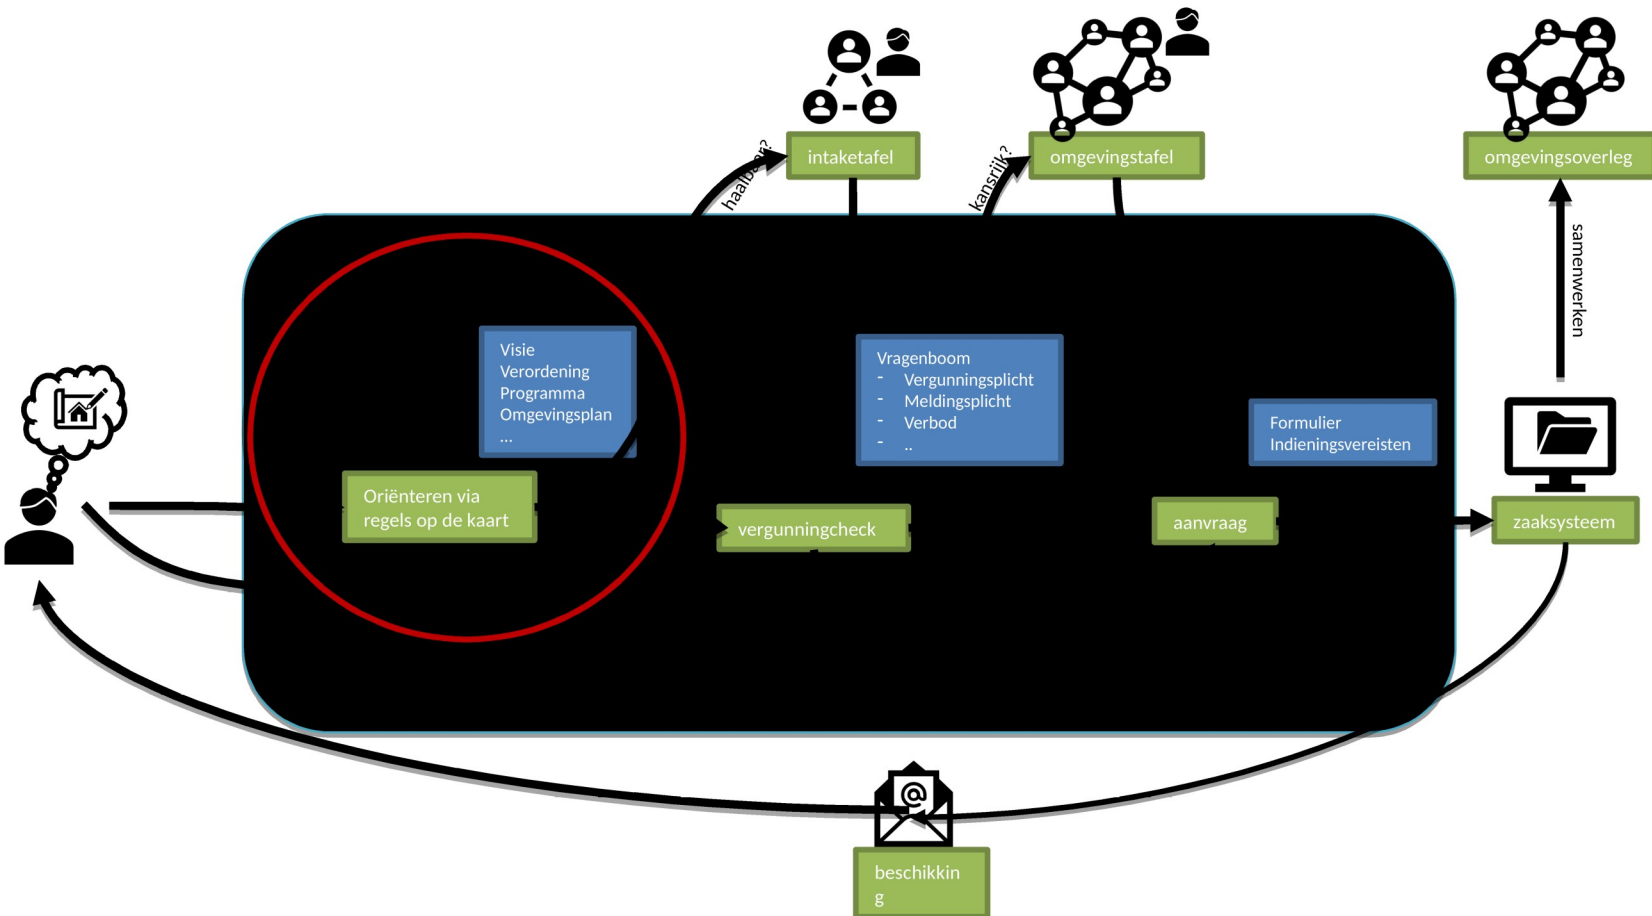 intaketafel
omgevingstafel
omgevingsoverleg
haalbaar?
kansrijk?
samenwerken
Visie
Verordening
Programma
Omgevingsplan
...
Vragenboom
- Vergunningsplicht
- Meldingsplicht
- Verbod
- ..
Formulier
Indieningsvereisten
Oriënteren via
regels op de kaart
vergunningcheck
aanvraag
zaaksysteem
@
beschikkin
g